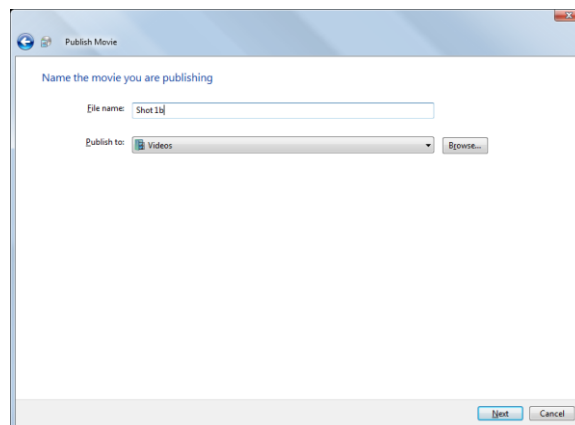 Publish Movie
Name the movie you are publishing
File name: Shot 1b
Publish to: Videos Browse...
Next Cancel